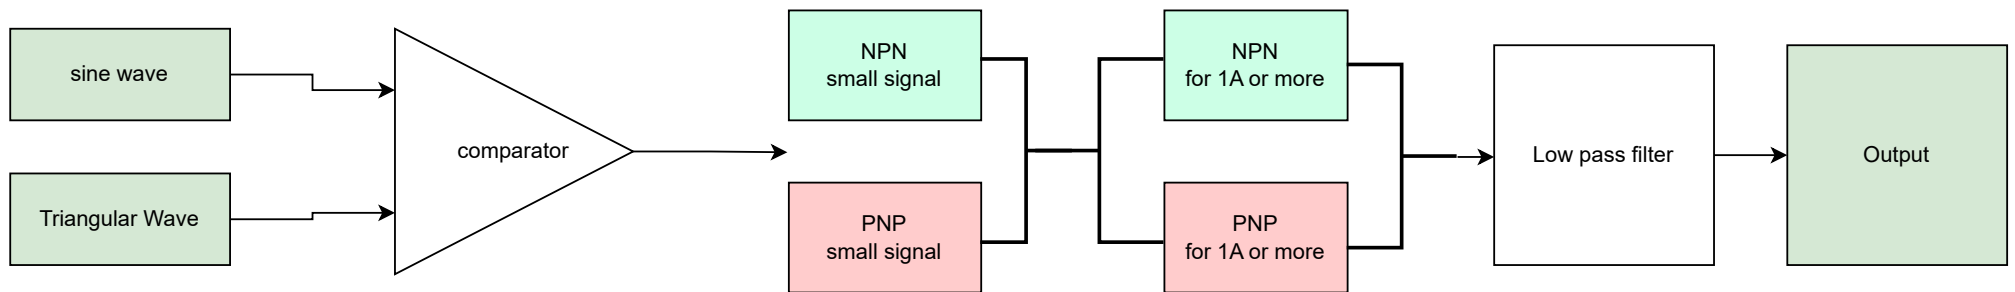 sine wave
Triangular Wave
comparator
NPN
small signal
PNP
small signal
NPN
for 1A or more
PNP
for 1A or more
Low pass filter
Output